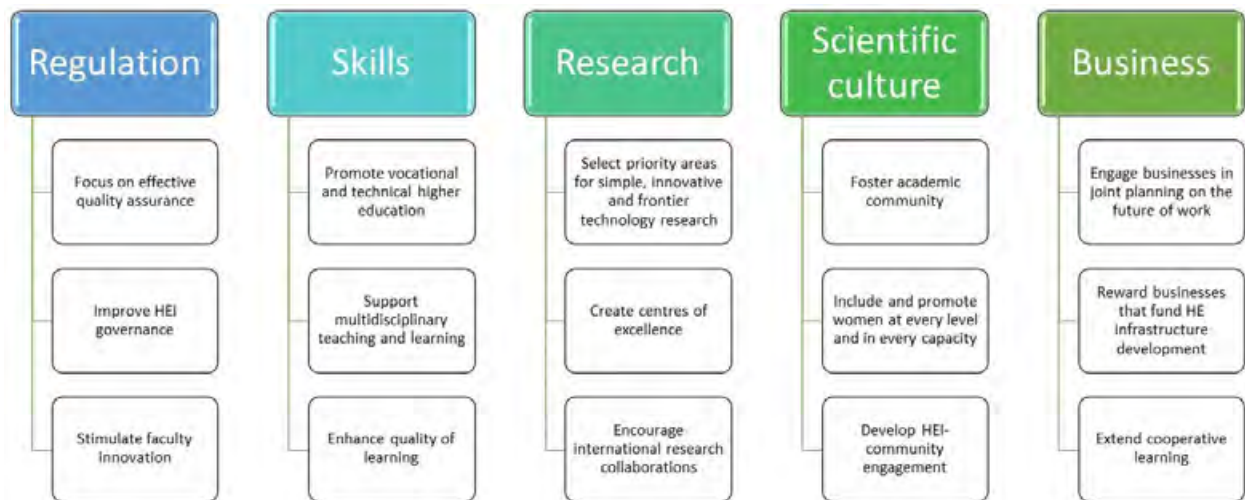 Regulation
Focus on effective
quality assurance
Improve HEI
governance
Stimulate faculty
innovation
Skills
Promote vocational
and technical higher
education
Support
multidisciplinary
teaching and learning
Enhance quality of
learning
Research
Select priority areas
for simple, innovative
and frontier
technology research
Create centres of
excellence
Encourage
international research
collaborations
Scientific
culture
Foster academic
community
Include and promote
women at every level
and in every capacity
Develop HEI-
community
engagement
Business
Engage businesses in
joint planning on the
future of work
Reward businesses
that fund HE
infrastructure
development
Extend cooperative
learning